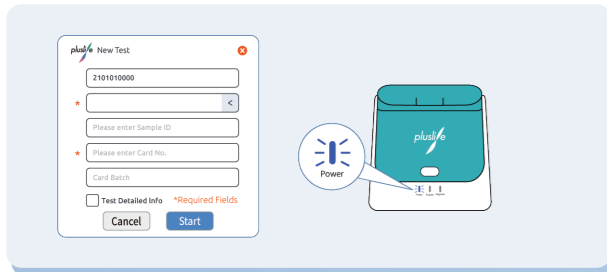 pluslife New Test
2101010000
* <
Please enter Sample ID
* Please enter Card No.
Card Batch
Test Detailed Info *Required Fields
Cancel Start
pluslife
Power
Power